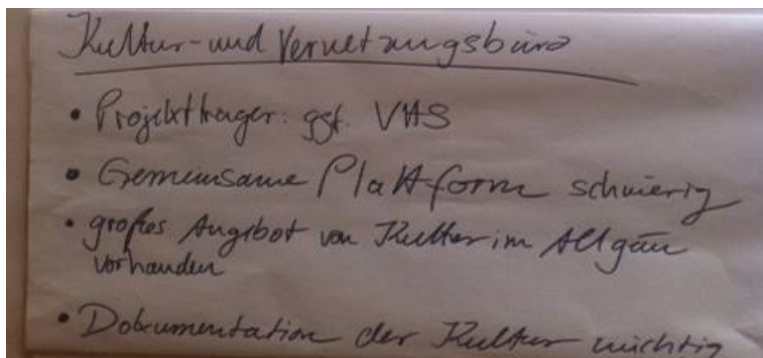 Kultur- und Vernetzungsbüro
• Projektträger: ggf. VHS
• Gemeinsame Plattform schwierig
• großes Angebot von Kultur im Allgäu
vorhanden
• Dokumentation der Kultur wichtig